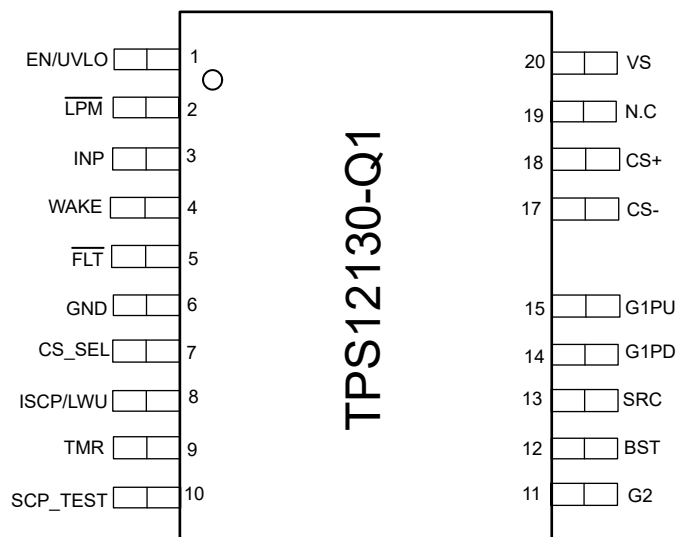 EN/UVLO 1
LPM 2
INP 3
WAKE 4
FLT 5
GND 6
CS_SEL 7
ISCP/LWU 8
TMR 9
SCP_TEST 10
TPS12130-Q1
20 VS
19 N.C
18 CS+
17 CS-
15 G1PU
14 G1PD
13 SRC
12 BST
11 G2